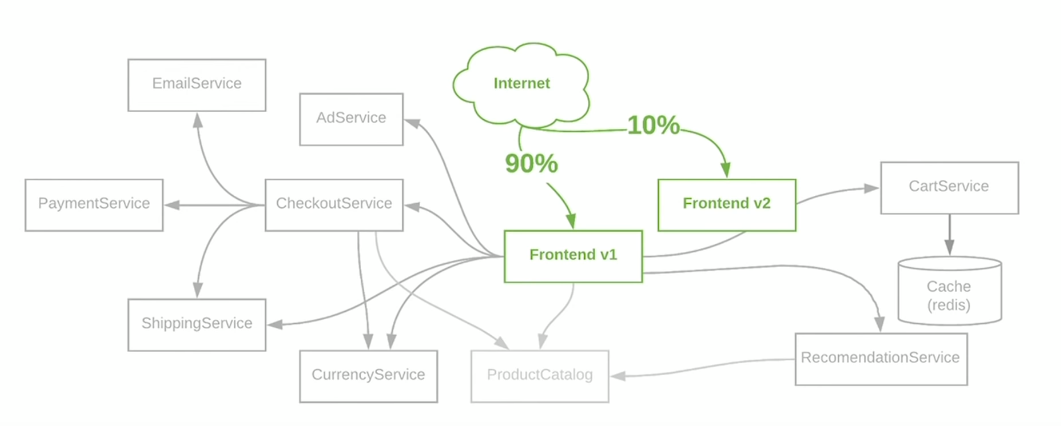 EmailService
Internet
AdService
10%
90%
CartService
PaymentService
CheckoutService
Frontend v2
Frontend v1
Cache
(redis)
ShippingService
RecomendationService
CurrencyService
ProductCatalog